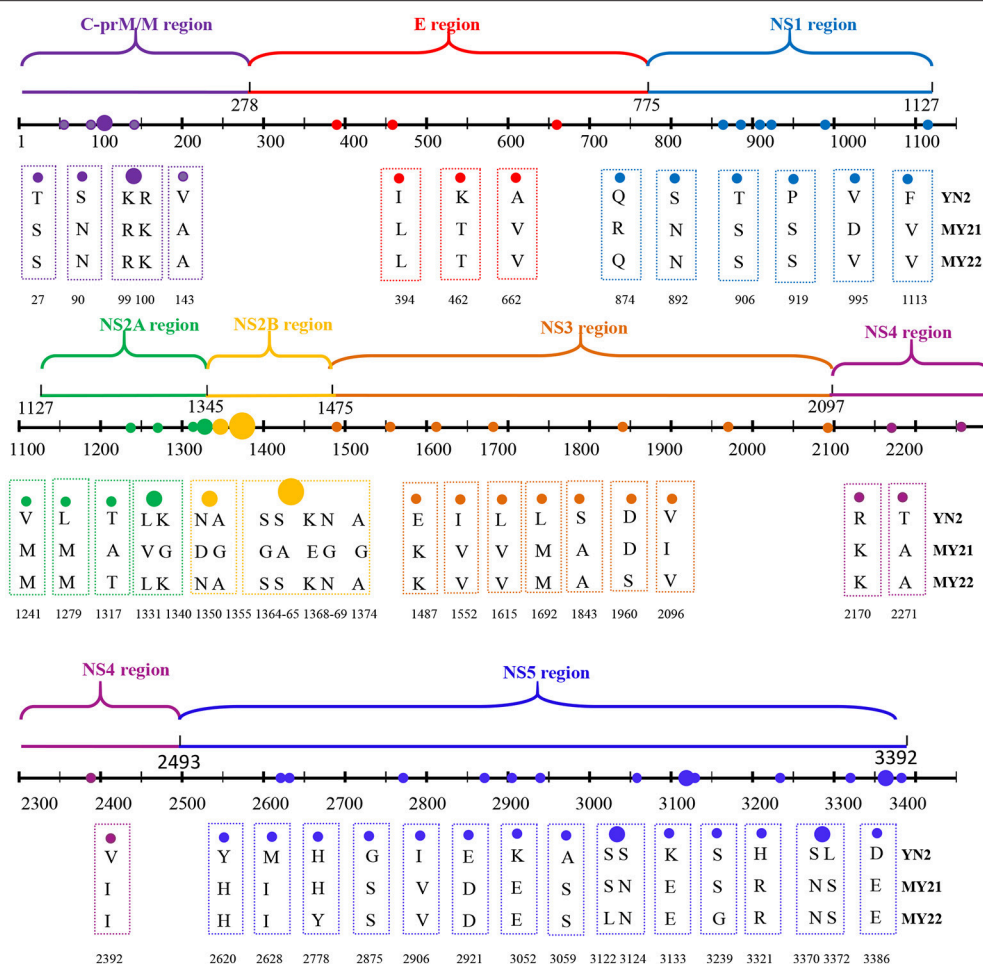 C-prM/M region E region NS1 region
278 775 1127
1 100 200 300 400 500 600 700 800 900 1000 1100
T S K R V I K A Q S T P V F YN2
S N R K A L T V R N S S D V MY21
S N R K A L T V Q N S S V V MY22
27 90 99 100 143 394 462 662 874 892 906 919 995 1113
NS2A region NS2B region NS3 region NS4 region
1127 1345 1475 2097
1100 1200 1300 1400 1500 1600 1700 1800 1900 2000 2100 2200
V L T L K N A S S K N A E I L L S D V R T YN2
M M A V G D G G A E G G K V V M A D I K A MY21
M M T L K N A S S K N A K V V M A S V K A MY22
1241 1279 1317 1331 1340 1350 1355 1364-65 1368-69 1374 1487 1552 1615 1692 1843 1960 2096 2170 2271
NS4 region NS5 region
2493 3392
2300 2400 2500 2600 2700 2800 2900 3000 3100 3200 3300 3400
V Y M H G I E K A S S K S H S L D YN2
I H I H S V D E S S N E S R N S E MY21
I H I Y S V D E S L N E G R N S E MY22
2392 2620 2628 2778 2875 2906 2921 3052 3059 3122 3124 3133 3239 3321 3370 3372 3386